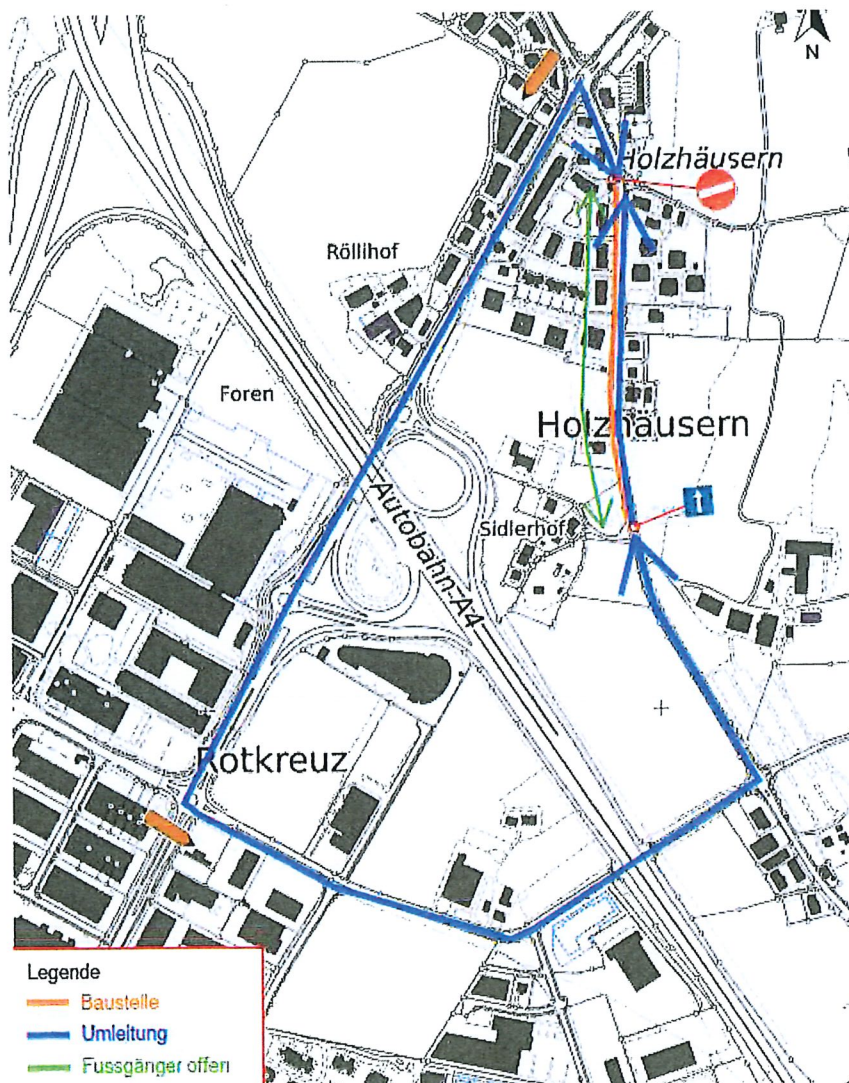 N
Holzhäusern
Röllihof
Foren
Holzhäusern
Sidlerhof
Autobahn-A4
Rotkreuz
Legende
Baustelle
Umleitung
Fussgänger offen